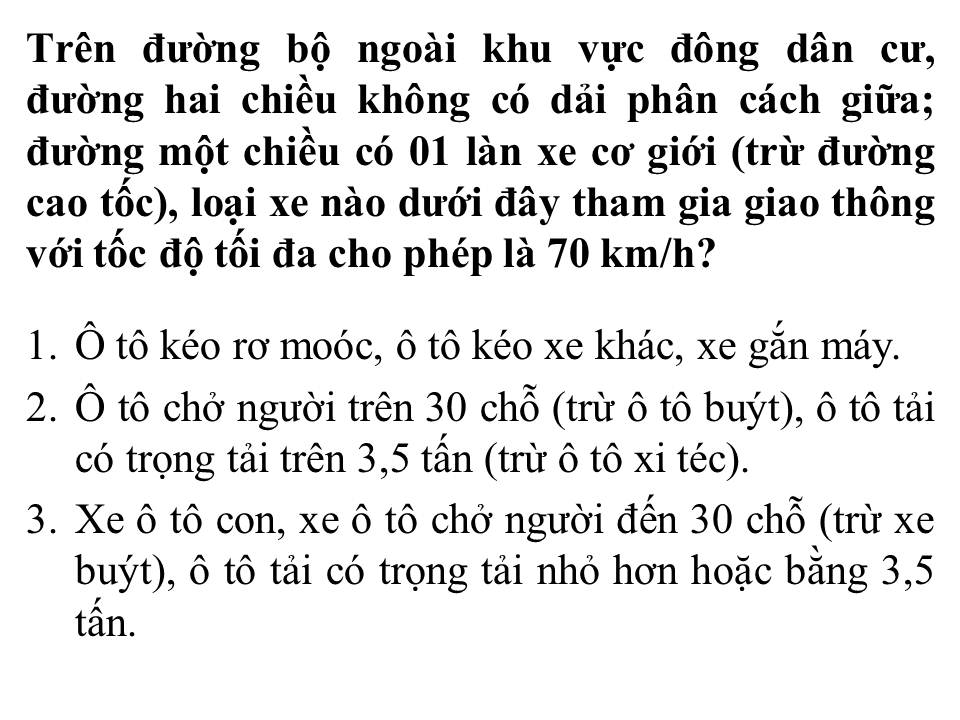 Trên đường bộ ngoài khu vực đông dân cư,
đường hai chiều không có dải phân cách giữa;
đường một chiều có 01 làn xe cơ giới (trừ đường
cao tốc), loại xe nào dưới đây tham gia giao thông
với tốc độ tối đa cho phép là 70 km/h?
1. Ô tô kéo rơ moóc, ô tô kéo xe khác, xe gắn máy.
2. Ô tô chở người trên 30 chỗ (trừ ô tô buýt), ô tô tải
có trọng tải trên 3,5 tấn (trừ ô tô xi téc).
3. Xe ô tô con, xe ô tô chở người đến 30 chỗ (trừ xe
buýt), ô tô tải có trọng tải nhỏ hơn hoặc bằng 3,5
tấn.